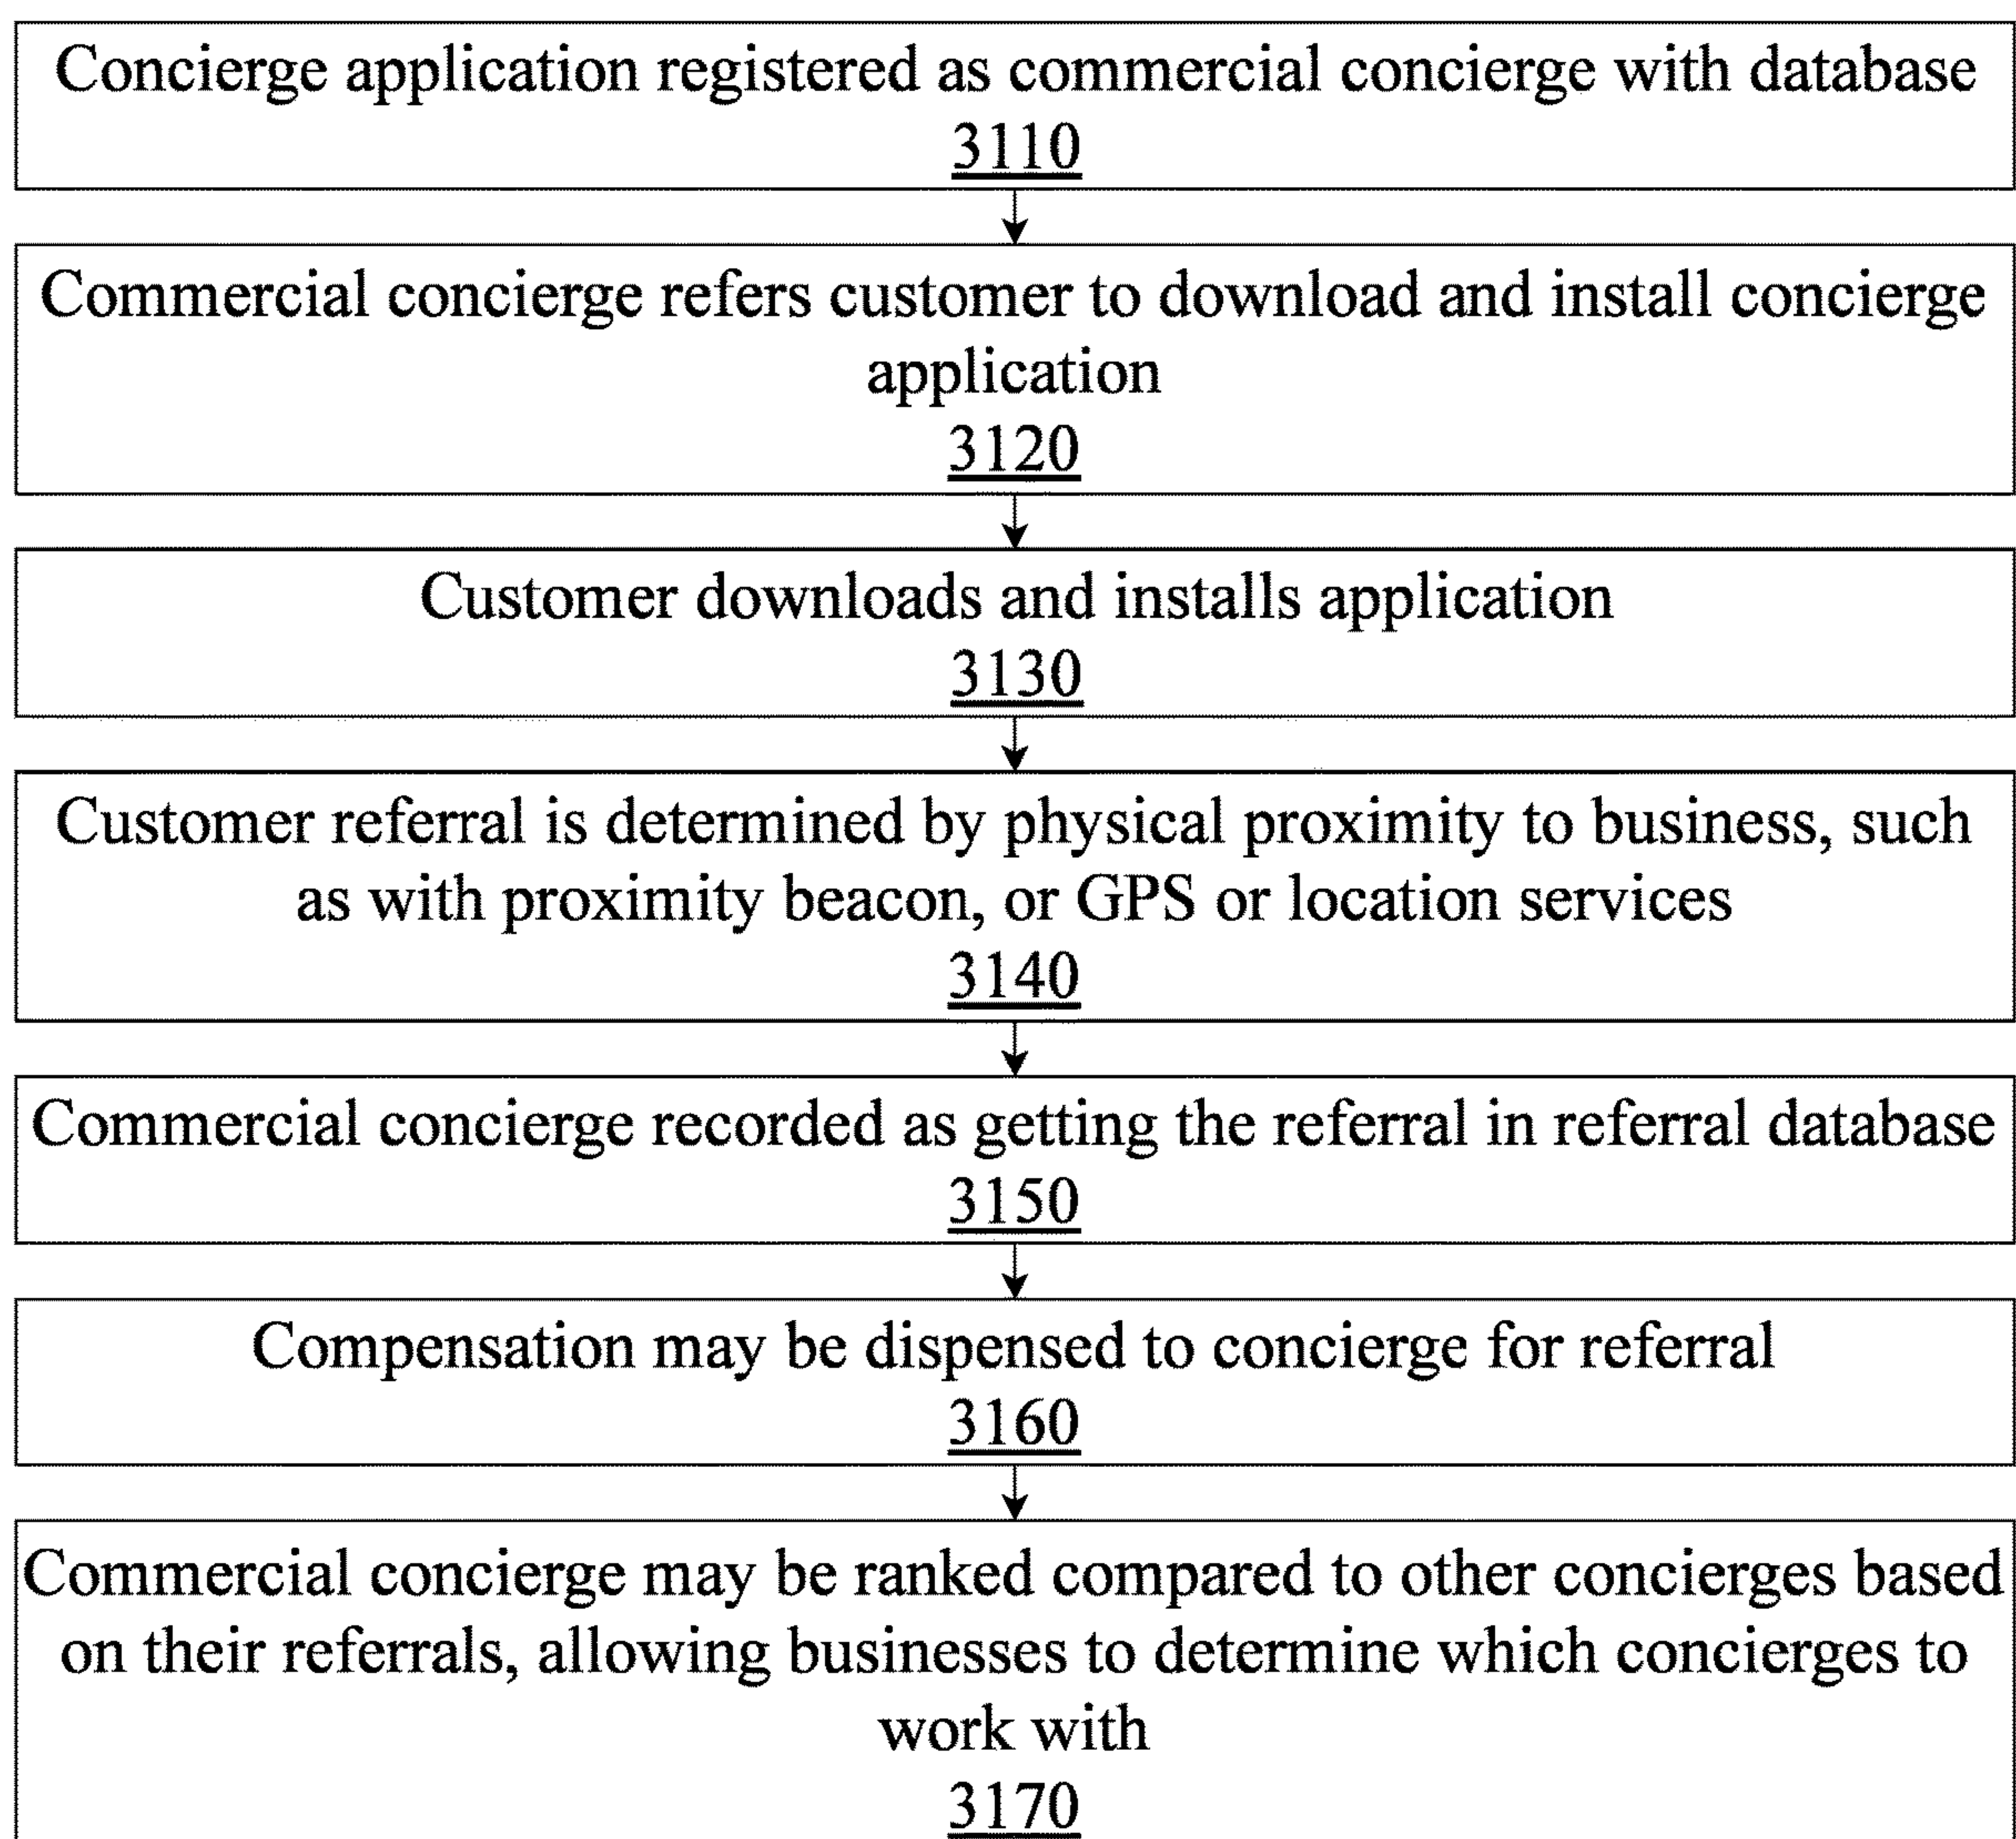 Concierge application registered as commercial concierge with database
3110
Commercial concierge refers customer to download and install concierge
application
3120
Customer downloads and installs application
3130
Customer referral is determined by physical proximity to business, such
as with proximity beacon, or GPS or location services
3140
Commercial concierge recorded as getting the referral in referral database
3150
Compensation may be dispensed to concierge for referral
3160
Commercial concierge may be ranked compared to other concierges based
on their referrals, allowing businesses to determine which concierges to
work with
3170